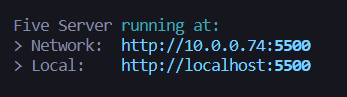 Five Server running at:
> Network:  http://10.0.0.74:5500
> Local:    http://localhost:5500